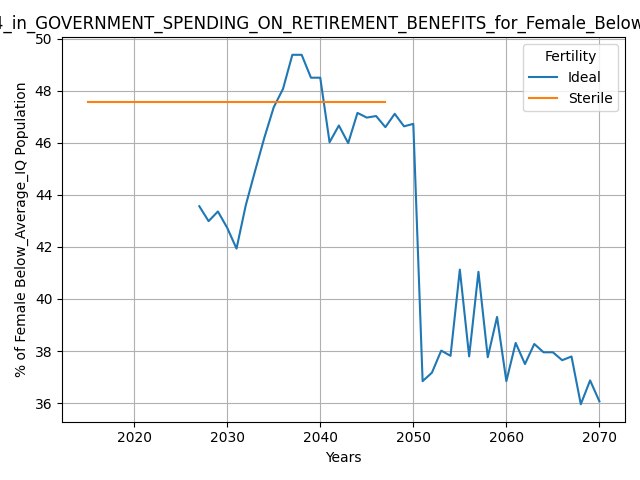 _in_GOVERNMENT_SPENDING_ON_RETIREMENT_BENEFITS_for_Female_Below
Fertility
Ideal
Sterile
% of Female Below_Average_IQ Population
50
48
46
44
42
40
38
36
2020 2030 2040 2050 2060 2070
Years